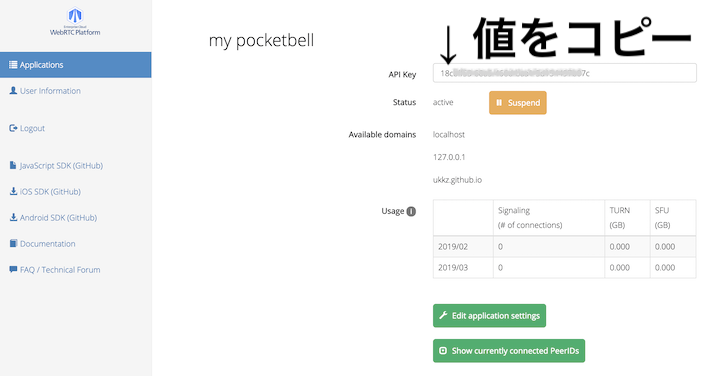 Enterprise Cloud
WebRTC Platform
Applications
User Information
Logout
JavaScript SDK (GitHub)
iOS SDK (GitHub)
Android SDK (GitHub)
Documentation
FAQ / Technical Forum
my pocketbell
↓値をコピー
API Key
Status active Suspend
Available domains localhost
127.0.0.1
ukkz.github.io
Usage
Signaling (# of connections) TURN (GB) SFU (GB)
2019/02 0 0.000 0.000
2019/03 0 0.000 0.000
Edit application settings
Show currently connected PeerIDs